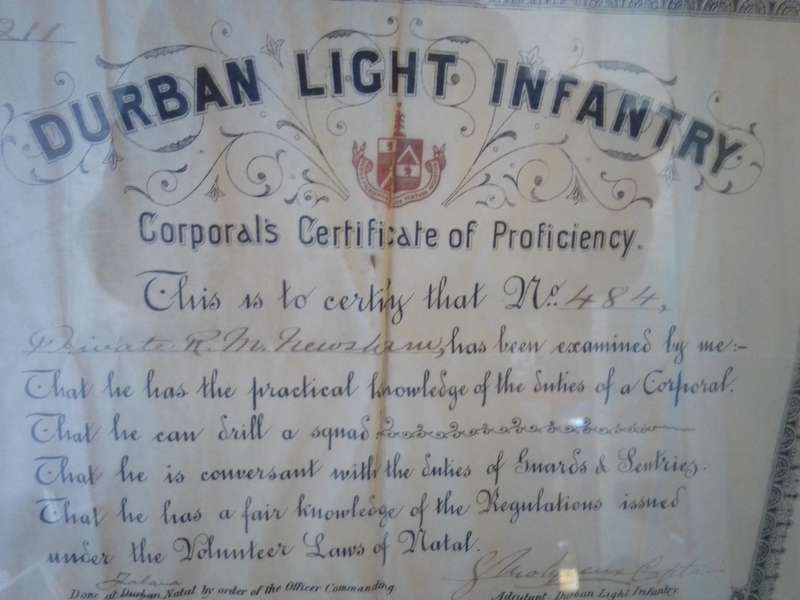 211
DURBAN LIGHT INFANTRY
Corporal's Certificate of Proficiency.
This is to certify that No. 484,
Private R. M. Newsham, has been examined by me:-
That he has the practical knowledge of the duties of a Corporal.
That he can drill a squad
That he is conversant with the duties of Guards & Sentries.
That he has a fair knowledge of the Regulations issued
under the Volunteer Laws of Natal.
Captain
Done at Durban Natal by order of the Officer Commanding
Adjutant, Durban Light Infantry